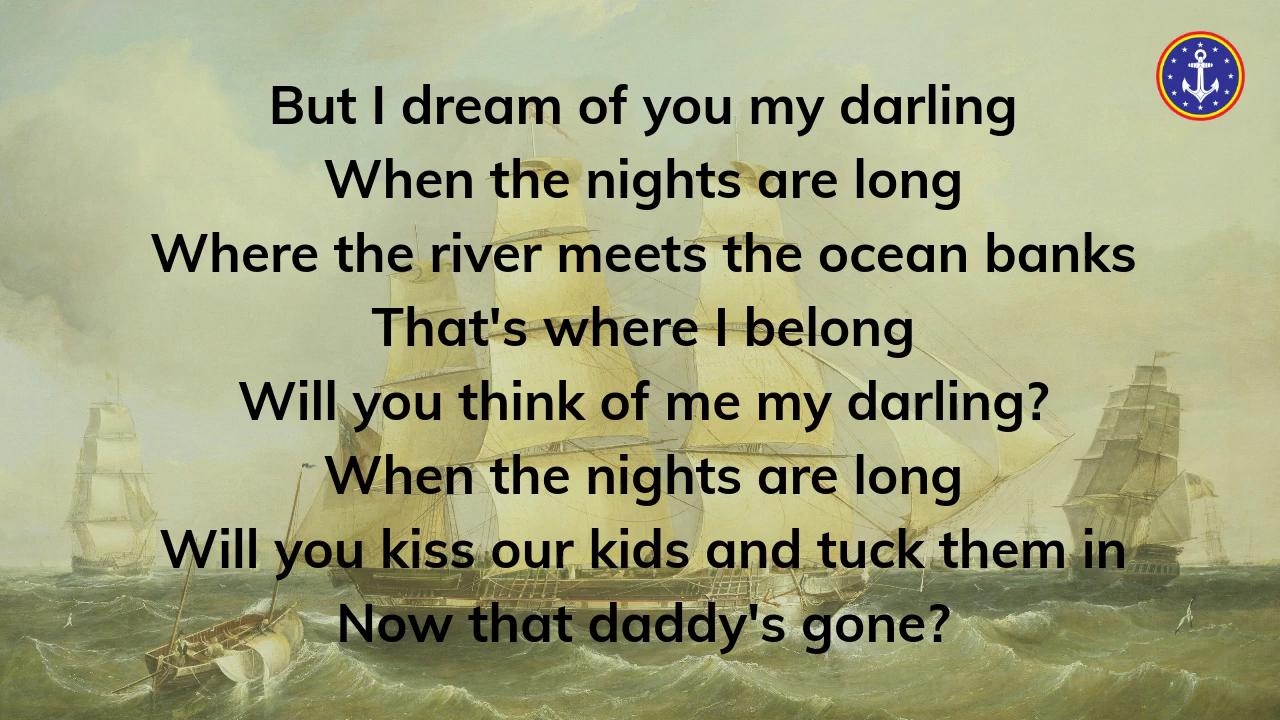 But I dream of you my darling
When the nights are long
Where the river meets the ocean banks
That's where I belong
Will you think of me my darling?
When the nights are long
Will you kiss our kids and tuck them in
Now that daddy's gone?